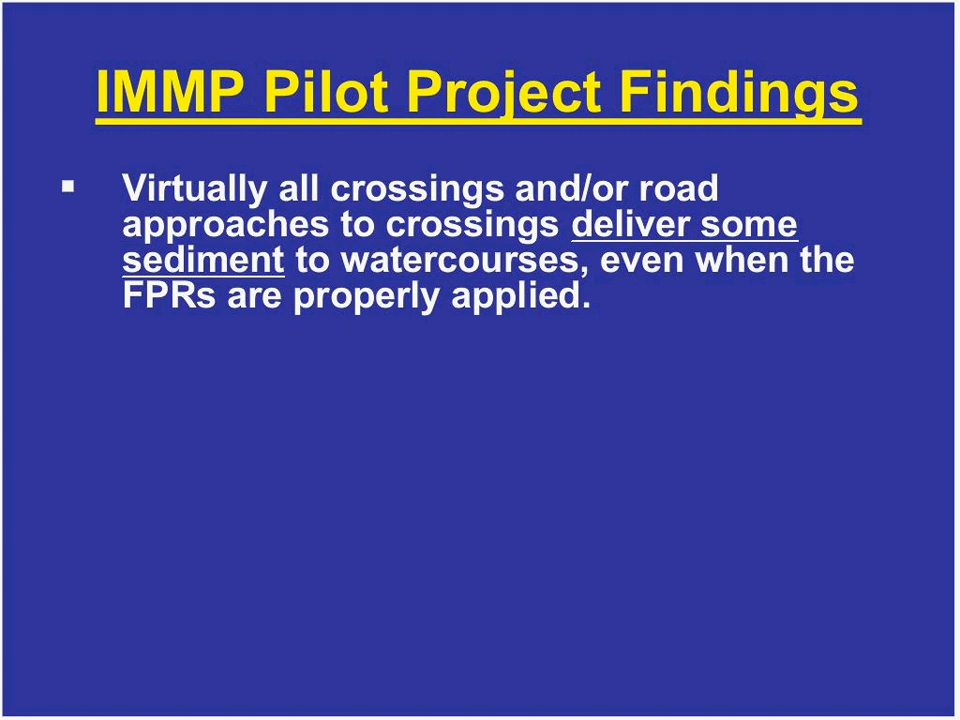 IMMP Pilot Project Findings
▪ Virtually all crossings and/or road
approaches to crossings deliver some
sediment to watercourses, even when the
FPRs are properly applied.